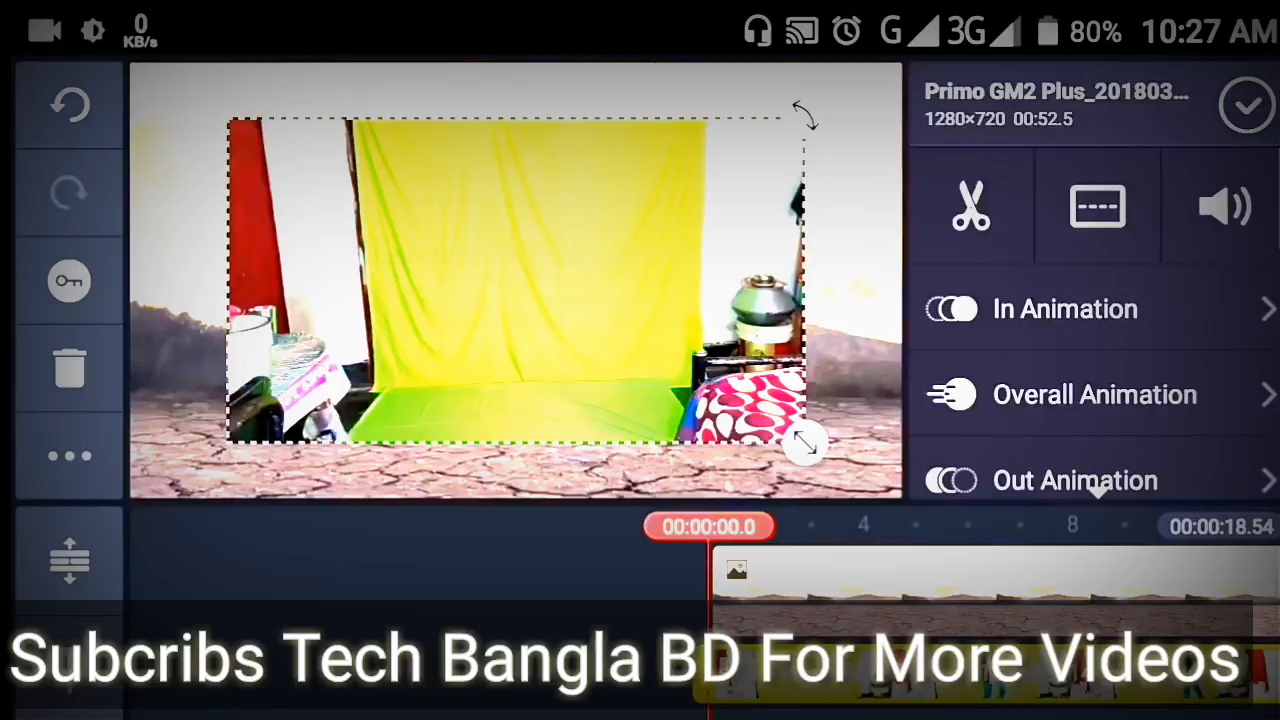 0
KB/s
G 3G 80% 10:27 AM
Primo GM2 Plus_201803...
1280×720 00:52.5
In Animation
Overall Animation
Out Animation
00:00:00.0 4 8 00:00:18.54
Subcribs Tech Bangla BD For More Videos